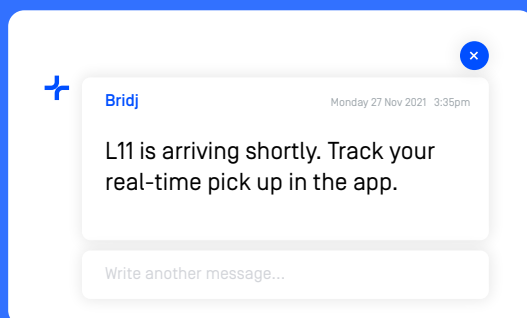 Bridj
Monday 27 Nov 2021 3:35pm
L11 is arriving shortly. Track your
real-time pick up in the app.
Write another message...